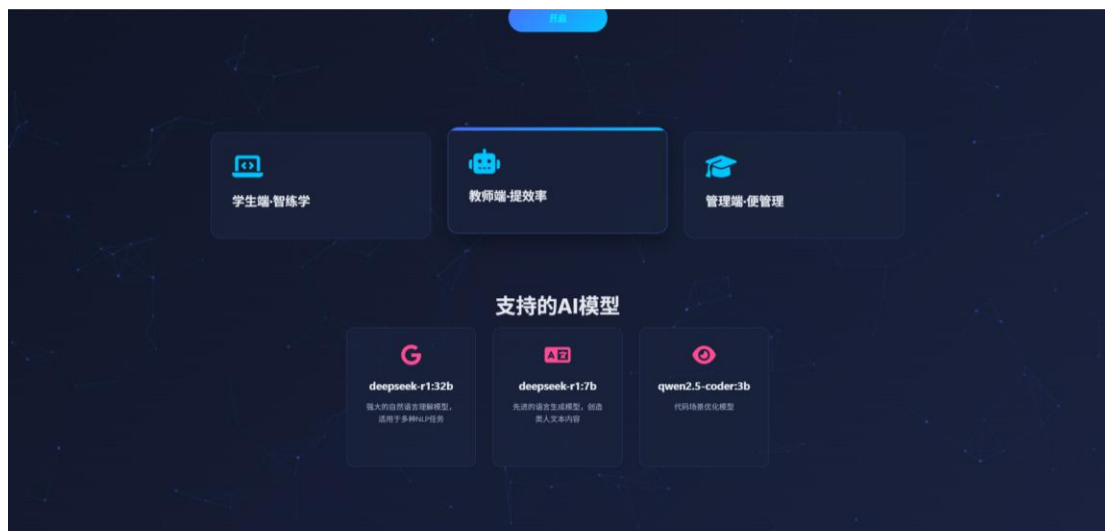 开启
学生端·智练学
教师端·提效率
管理端·便管理
支持的AI模型
deepseek-r1:32b
强大的自然语言理解模型，
适用于多种NLP任务
deepseek-r1:7b
先进的语言生成模型，创造
类人文本内容
qwen2.5-coder:3b
代码场景优化模型